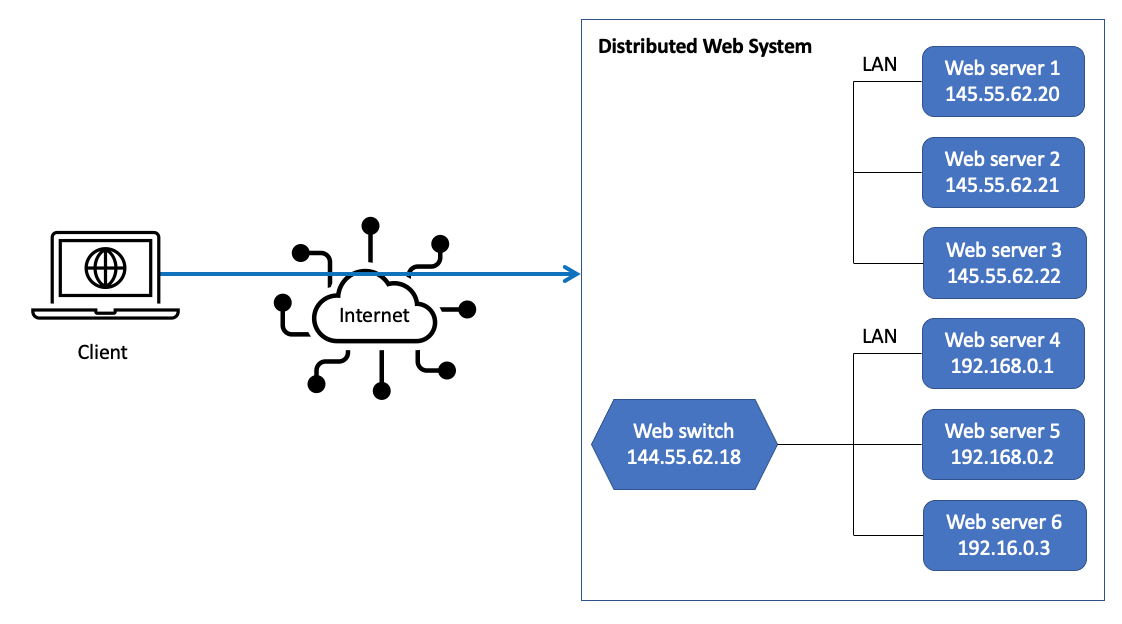 Distributed Web System
LAN
Web server 1
145.55.62.20
Web server 2
145.55.62.21
Web server 3
145.55.62.22
Internet
Client
LAN
Web server 4
192.168.0.1
Web switch
144.55.62.18
Web server 5
192.168.0.2
Web server 6
192.16.0.3